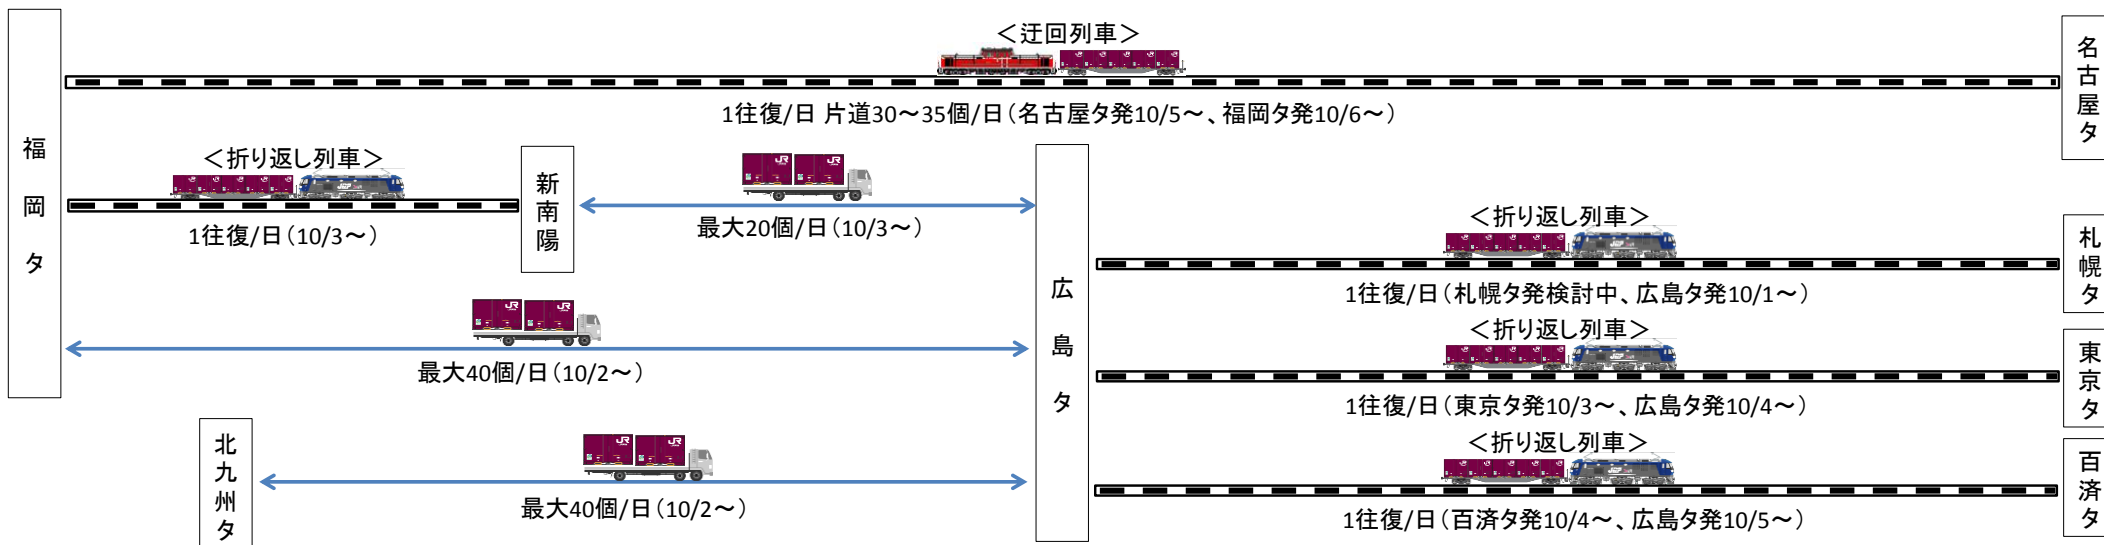 福岡タ
＜迂回列車＞
1往復/日 片道30～35個/日（名古屋タ発10/5～、福岡タ発10/6～）
名古屋タ
＜折り返し列車＞
1往復/日（10/3～）
新南陽
JR
最大20個/日（10/3～）
広島タ
＜折り返し列車＞
1往復/日（札幌タ発検討中、広島タ発10/1～）
札幌タ
JR
最大40個/日（10/2～）
＜折り返し列車＞
1往復/日（東京タ発10/3～、広島タ発10/4～）
東京タ
北九州タ
JR JR
最大40個/日（10/2～）
＜折り返し列車＞
1往復/日（百済タ発10/4～、広島タ発10/5～）
百済タ